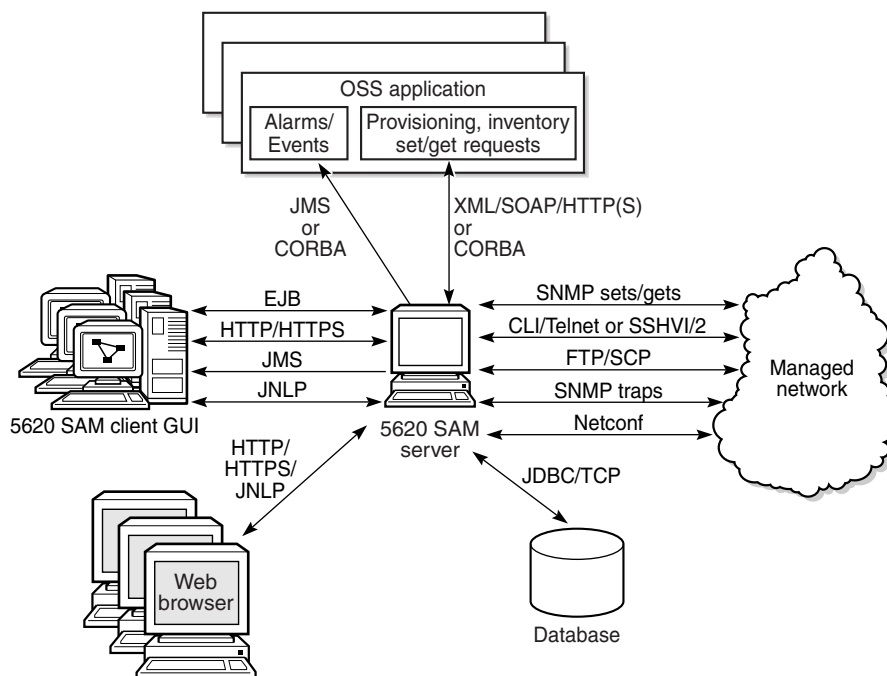 OSS application
Alarms/
Events
Provisioning, inventory
set/get requests
JMS
or
CORBA
XML/SOAP/HTTP(S)
or
CORBA
EJB
HTTP/HTTPS
JMS
JNLP
5620 SAM client GUI
SNMP sets/gets
CLI/Telnet or SSHVI/2
FTP/SCP
SNMP traps
Netconf
Managed
network
5620 SAM
server
HTTP/
HTTPS/
JNLP
JDBC/TCP
Web
browser
Database